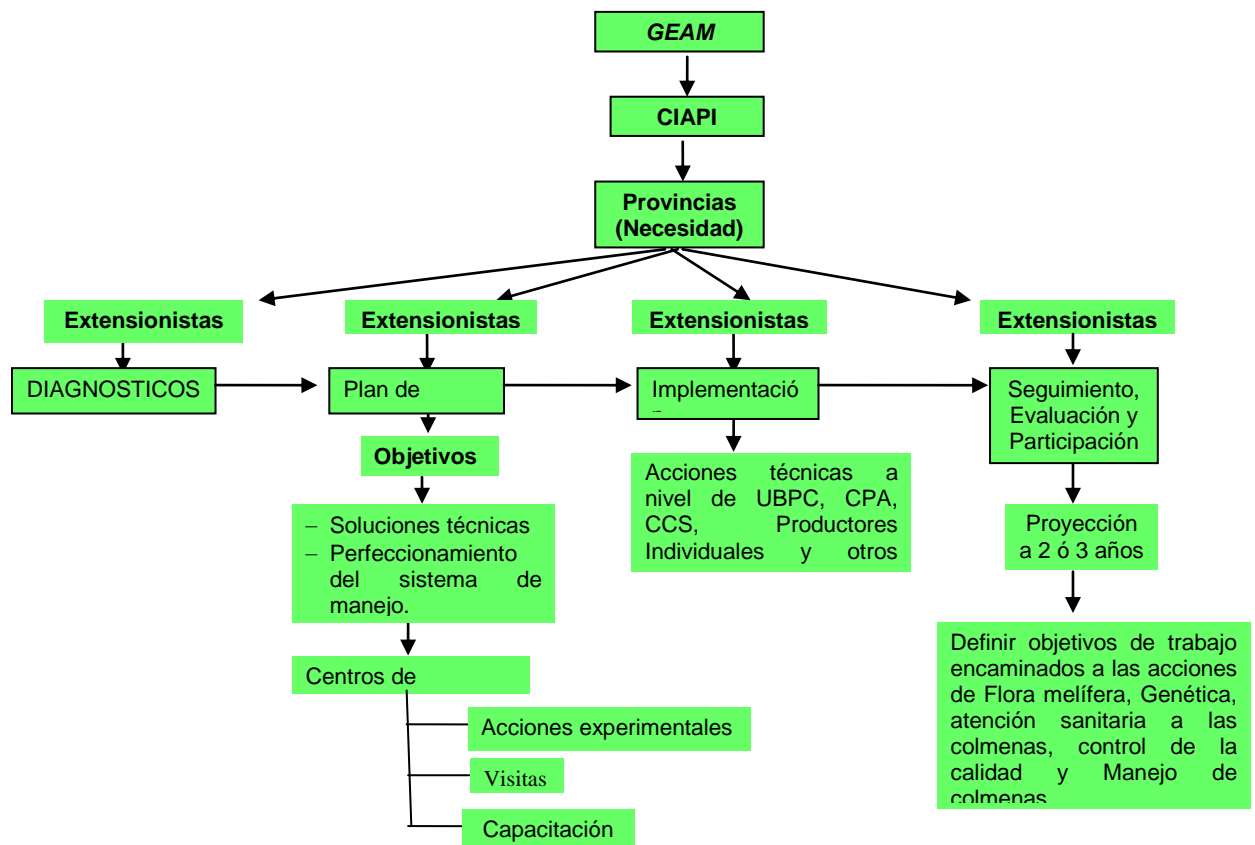 GEAM
CIAPI
Provincias
(Necesidad)
Extensionistas
Extensionistas
Extensionistas
Extensionistas
DIAGNOSTICOS
Plan de
Implementació
Seguimiento,
Evaluación y
Participación
Objetivos
– Soluciones técnicas
– Perfeccionamiento
del sistema de
manejo.
Acciones técnicas a
nivel de UBPC, CPA,
CCS, Productores
Individuales y otros
Proyección
a 2 ó 3 años
Centros de
Acciones experimentales
Visitas
Capacitación
Definir objetivos de trabajo
encaminados a las acciones
de Flora melífera, Genética,
atención sanitaria a las
colmenas, control de la
calidad y Manejo de
colmenas